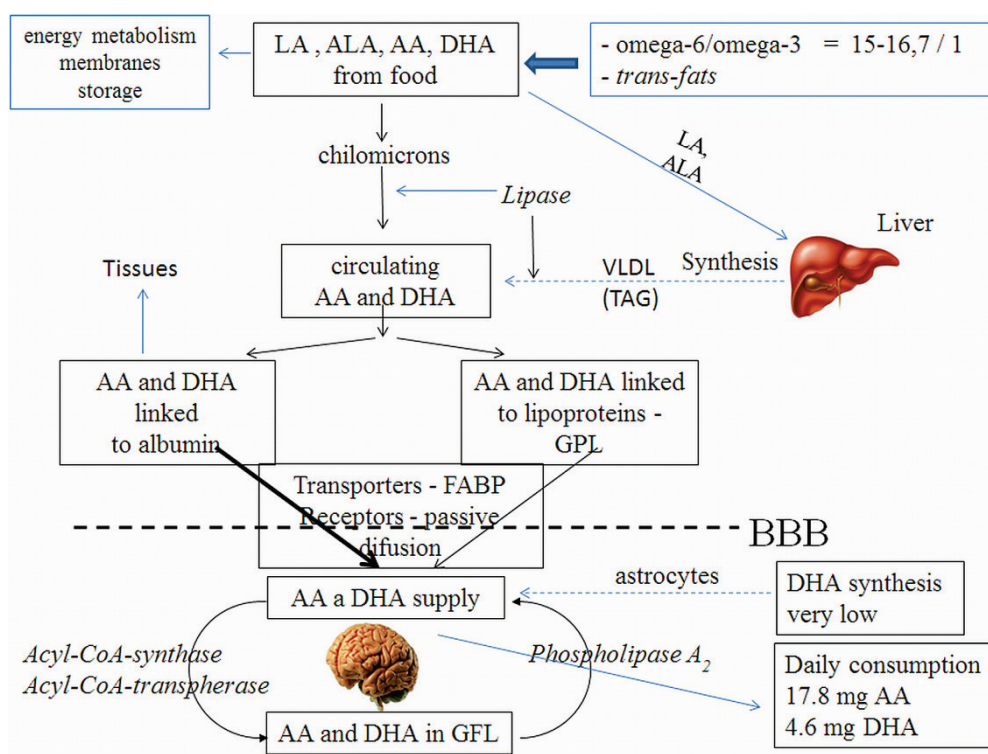 energy metabolism
membranes
storage
LA , ALA, AA, DHA
from food
- omega-6/omega-3   = 15-16,7 / 1
- trans-fats
chilomicrons
LA,
ALA
Lipase
Liver
Tissues
circulating
AA and DHA
VLDL
(TAG)
Synthesis
AA and DHA
linked
to albumin
AA and DHA linked
to lipoproteins -
GPL
Transporters - FABP
Receptors - passive
difusion
BBB
astrocytes
DHA synthesis
very low
AA a DHA supply
Acyl-CoA-synthase
Acyl-CoA-transpherase
Phospholipase A₂
Daily consumption
17.8 mg AA
4.6 mg DHA
AA and DHA in GFL